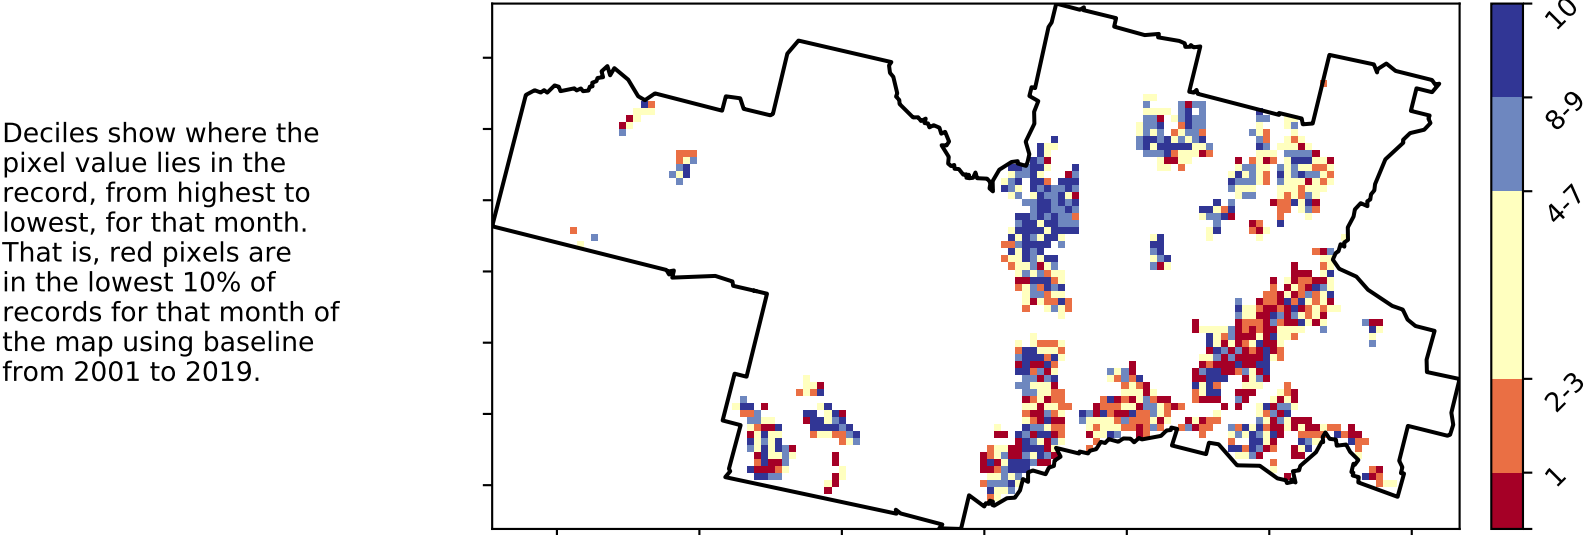 Deciles show where the
pixel value lies in the
record, from highest to
lowest, for that month.
That is, red pixels are
in the lowest 10% of
records for that month of
the map using baseline
from 2001 to 2019.
10
8-9
4-7
2-3
1